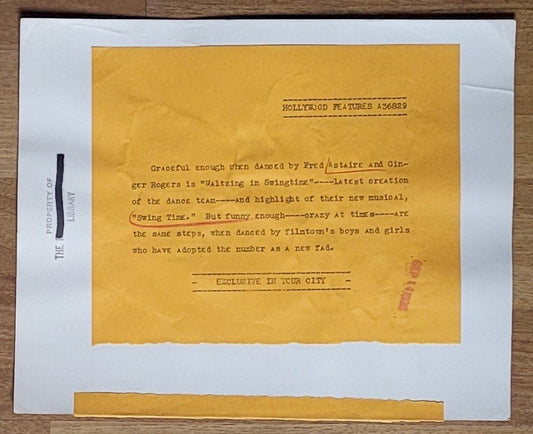 HOLLYWOOD FEATURES A36829
Graceful enough when danced by Fred Astaire and Gin-
ger Rogers is "Waltzing in Swingtime"----latest creation
of the dance team----and highlight of their new musical,
"Swing Time." But funny enough----crazy at times----are
the same steps, when danced by filmtown's boys and girls
who have adopted the number as a new fad.
- EXCLUSIVE IN YOUR CITY -
PROPERTY OF
THE LIBRARY
SEP 14